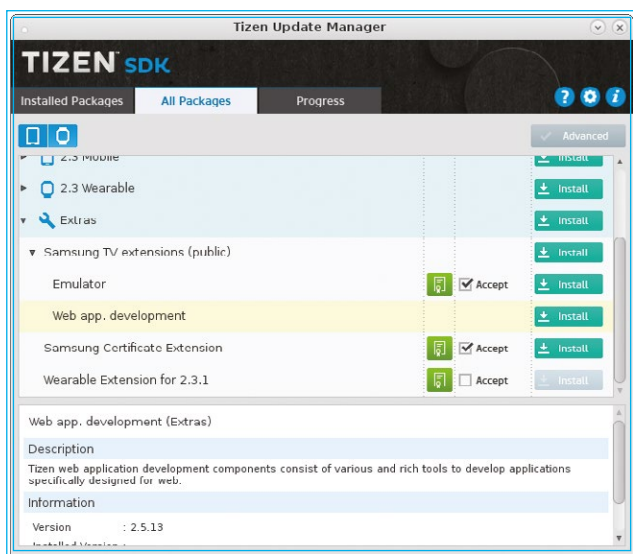 Tizen Update Manager
TIZEN™ SDK
Installed Packages All Packages Progress
Advanced
2.3 Mobile Install
2.3 Wearable Install
Extras Install
Samsung TV extensions (public) Install
Emulator Accept Install
Web app. development Install
Samsung Certificate Extension Accept Install
Wearable Extension for 2.3.1 Accept Install
Web app. development (Extras)
Description
Tizen web application development components consist of various and rich tools to develop applications
specifically designed for web.
Information
Version : 2.5.13
Installed Version :